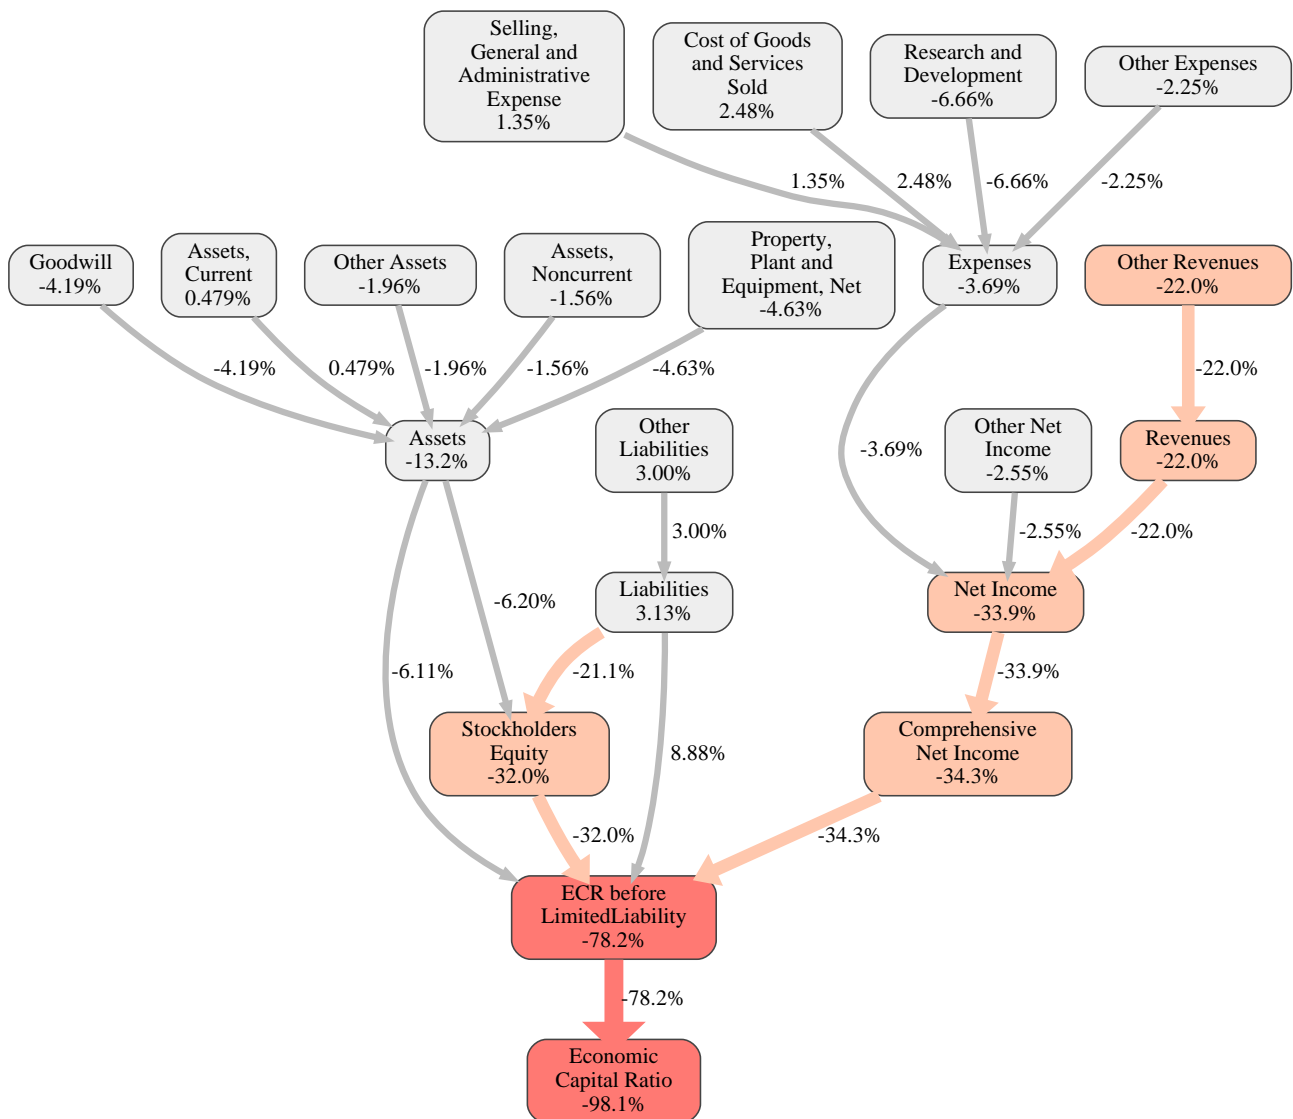 Selling,
General and
Administrative
Expense
1.35%
Cost of Goods
and Services
Sold
2.48%
Research and
Development
-6.66%
Other Expenses
-2.25%
1.35%
2.48%
-6.66%
-2.25%
Goodwill
-4.19%
Assets,
Current
0.479%
Other Assets
-1.96%
Assets,
Noncurrent
-1.56%
Property,
Plant and
Equipment, Net
-4.63%
Expenses
-3.69%
Other Revenues
-22.0%
-4.19%
0.479%
-1.96%
-1.56%
-4.63%
-22.0%
Assets
-13.2%
Other
Liabilities
3.00%
-3.69%
Other Net
Income
-2.55%
Revenues
-22.0%
3.00%
-2.55%
-22.0%
-6.20%
Liabilities
3.13%
Net Income
-33.9%
-6.11%
-21.1%
-33.9%
Stockholders
Equity
-32.0%
8.88%
Comprehensive
Net Income
-34.3%
-32.0%
-34.3%
ECR before
LimitedLiability
-78.2%
-78.2%
Economic
Capital Ratio
-98.1%